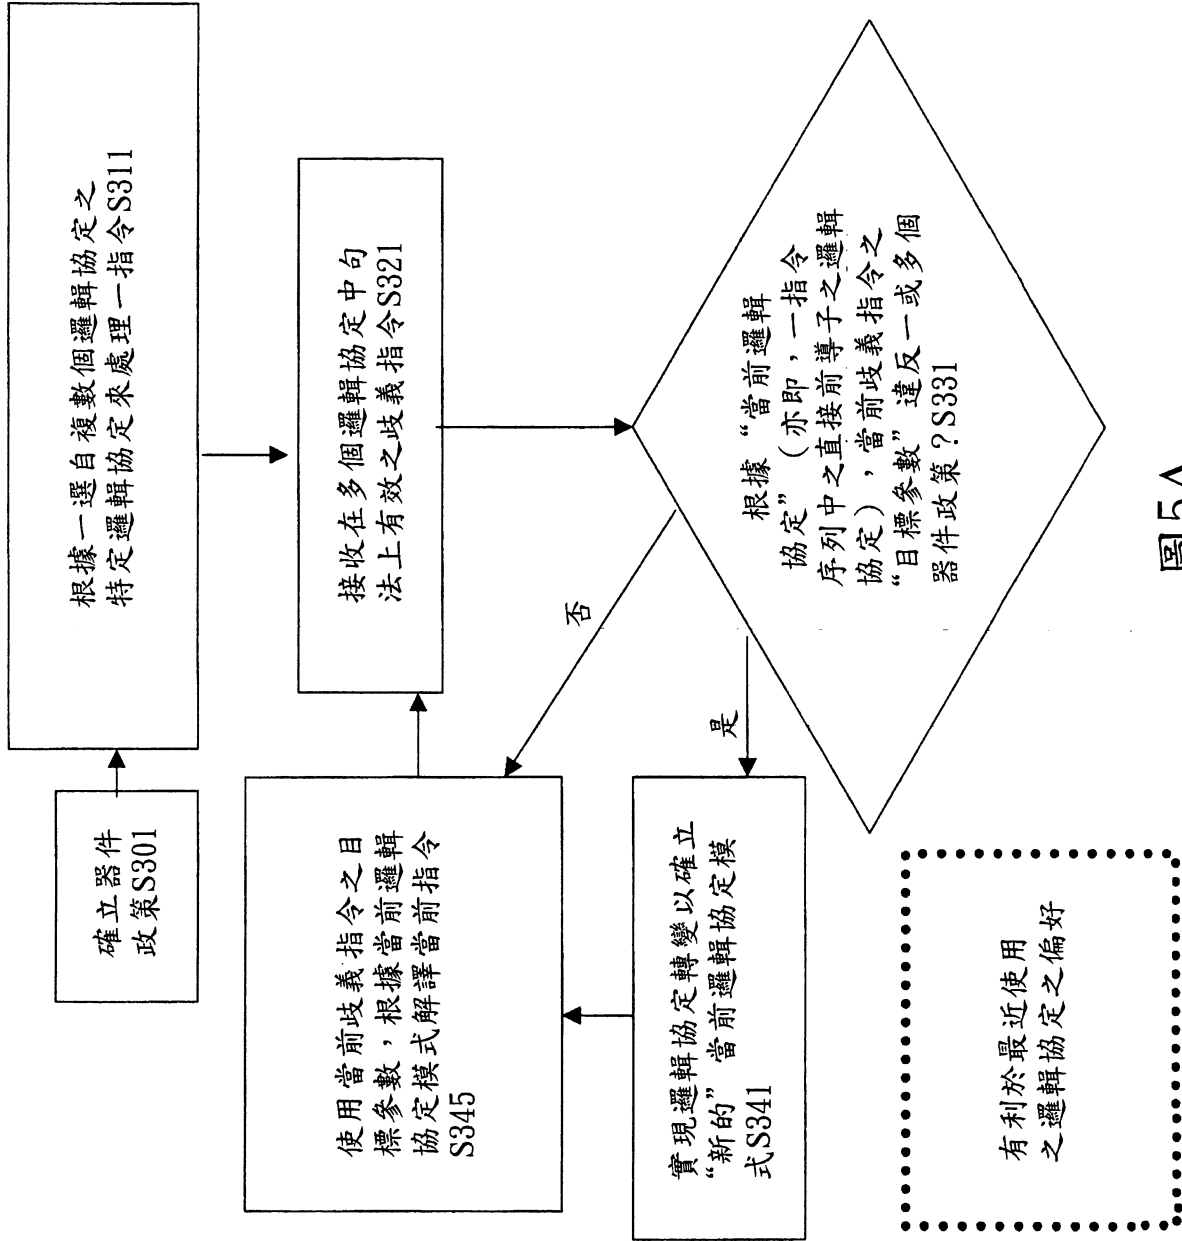 確立器件
政策S301
根據一選自複數個邏輯協定之
特定邏輯協定來處理一指令S311
接收在多個邏輯協定中句
法上有效之歧義指令S321
根據“當前邏輯
協定”(亦即,一指令
序列中之直接前導子之邏輯
協定),當前歧義指令之
“目標參數”違反一或多個
器件政策?S331
否
是
使用當前歧義指令之目
標參數,根據當前邏輯
協定模式解譯當前指令
S345
實現邏輯協定轉變以確立
“新的”當前邏輯協定模
式S341
有利於最近使用
之邏輯協定之偏好
圖5A